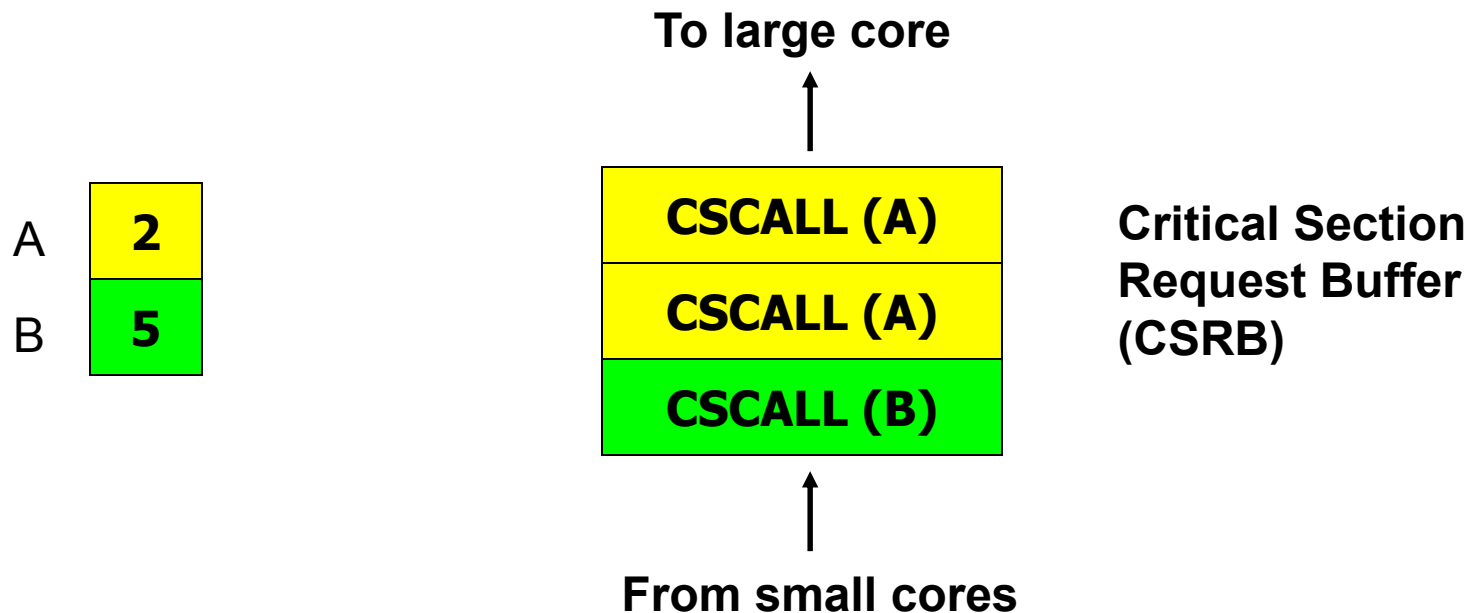 To large core
A
2
B
5
CSCALL (A)
CSCALL (A)
CSCALL (B)
Critical Section
Request Buffer
(CSRB)
From small cores